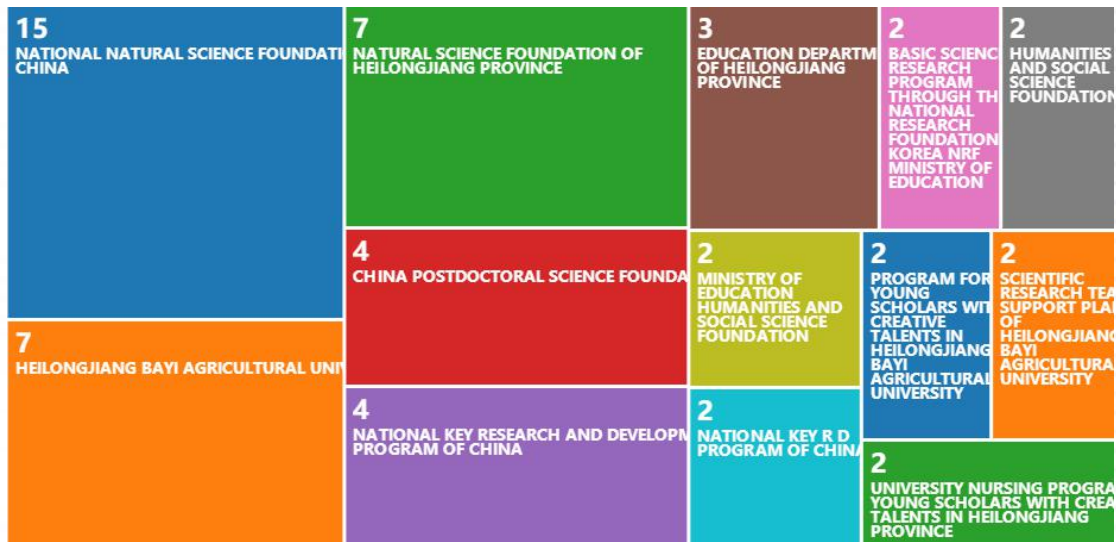 15
NATIONAL NATURAL SCIENCE FOUNDATI
CHINA
7
HEILONGJIANG BAYI AGRICULTURAL UNI
7
NATURAL SCIENCE FOUNDATION OF
HEILONGJIANG PROVINCE
4
CHINA POSTDOCTORAL SCIENCE FOUNDA
4
NATIONAL KEY RESEARCH AND DEVELOPM
PROGRAM OF CHINA
3
EDUCATION DEPARTM
OF HEILONGJIANG
PROVINCE
2
BASIC SCIENC
RESEARCH
PROGRAM
THROUGH TH
NATIONAL
RESEARCH
FOUNDATION
KOREA NRF
MINISTRY OF
EDUCATION
2
HUMANITIES
AND SOCIAL
SCIENCE
FOUNDATION
2
MINISTRY OF
EDUCATION
HUMANITIES AND
SOCIAL SCIENCE
FOUNDATION
2
NATIONAL KEY R D
PROGRAM OF CHINA
2
PROGRAM FOR
YOUNG
SCHOLARS WIT
CREATIVE
TALENTS IN
HEILONGJIANG
BAYI
AGRICULTURAL
UNIVERSITY
2
SCIENTIFIC
RESEARCH TEA
SUPPORT PLAN
OF
HEILONGJIANG
BAYI
AGRICULTURA
UNIVERSITY
2
UNIVERSITY NURSING PROGRA
YOUNG SCHOLARS WITH CREA
TALENTS IN HEILONGJIANG
PROVINCE